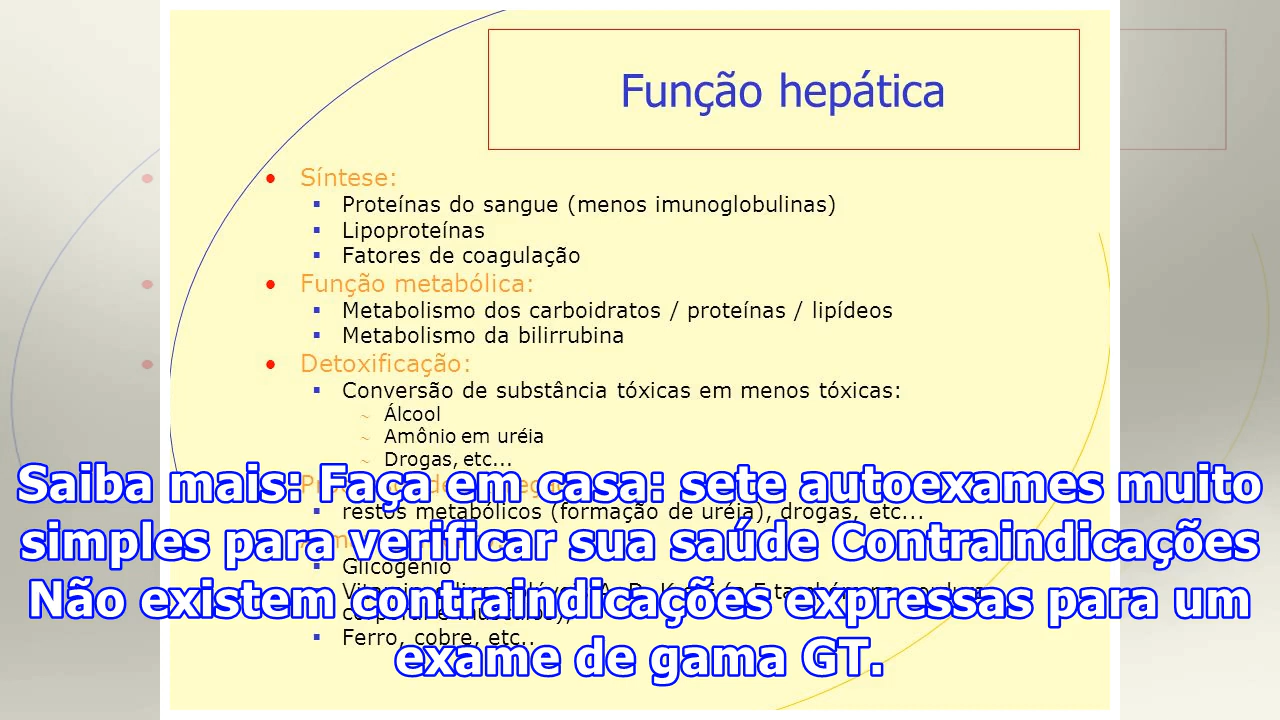 Função hepática
Síntese:
Proteínas do sangue (menos imunoglobulinas)
Lipoproteínas
Fatores de coagulação
Função metabólica:
Metabolismo dos carboidratos / proteínas / lipídeos
Metabolismo da bilirrubina
Detoxificação:
Conversão de substância tóxicas em menos tóxicas:
Álcool
Amônio em uréia
Drogas, etc...
restos metabólicos (formação de uréia), drogas, etc...
Glicogênio
Ferro, cobre, etc..
Saiba mais: Faça em casa: sete autoexames muito
simples para verificar sua saúde Contraindicações
Não existem contraindicações expressas para um
exame de gama GT.